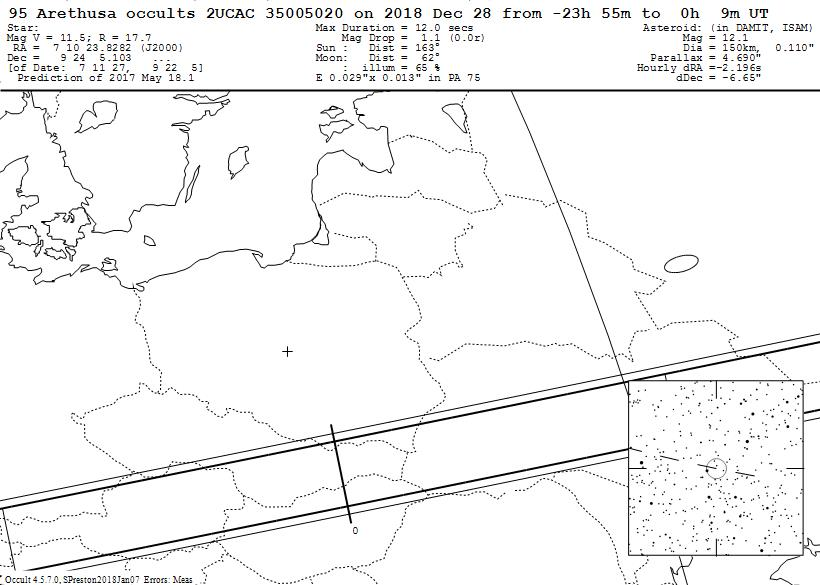 95 Arethusa occults 2UCAC 35005020 on 2018 Dec 28 from -23h 55m to 0h 9m UT
Star:
Mag V = 11.5; R = 17.7
RA = 7 10 23.8282 (J2000)
Dec = 9 24 5.103 ...
[of Date: 7 11 27, 9 22 5]
Prediction of 2017 May 18.1
Max Duration = 12.0 secs
Mag Drop = 1.1 (0.0r)
Sun : Dist = 163°
Moon: Dist = 62°
: illum = 65 %
E 0.029"x 0.013" in PA 75
Asteroid: (in DAMIT, ISAM)
Mag = 12.1
Dia = 150km, 0.110"
Parallax = 4.690"
Hourly dRA =-2.196s
dDec = -6.65"
0
Occult 4.5.7.0, SPreston2018Jan07 Errors: Meas